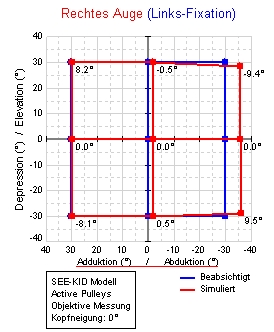 Rechtes Auge (Links-Fixation)
40
30
20
10
0
-10
-20
-30
-40
Depression (°) / Elevation (°)
8.2° -0.5° -9.4°
0.0° 0.0° 0.0°
-8.1° 0.5° 9.5°
40 30 20 10 0 -10 -20 -30 -40
Adduktion (°) / Abduktion (°)
SEE-KID Modell
Active Pulleys
Objektive Messung
Kopfneigung: 0°
Beabsichtigt
Simuliert